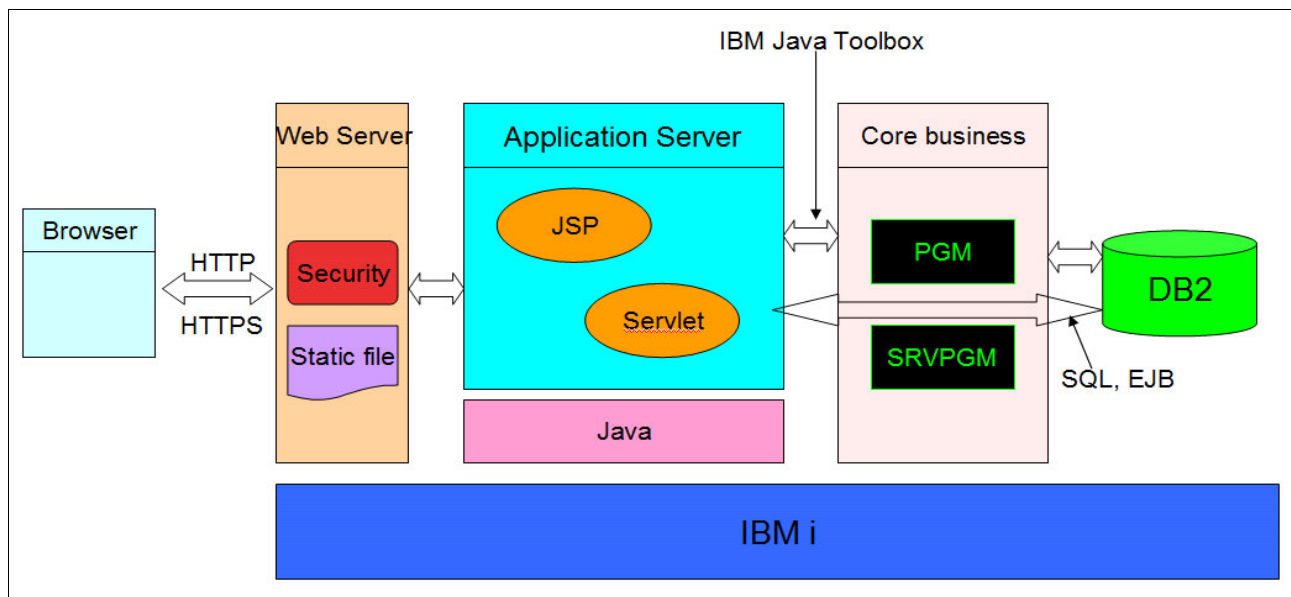 IBM Java Toolbox
Web Server
Application Server
Core business
Browser
HTTP
HTTPS
Security
Static file
JSP
Servlet
Java
PGM
SRVPGM
DB2
SQL, EJB
IBM i